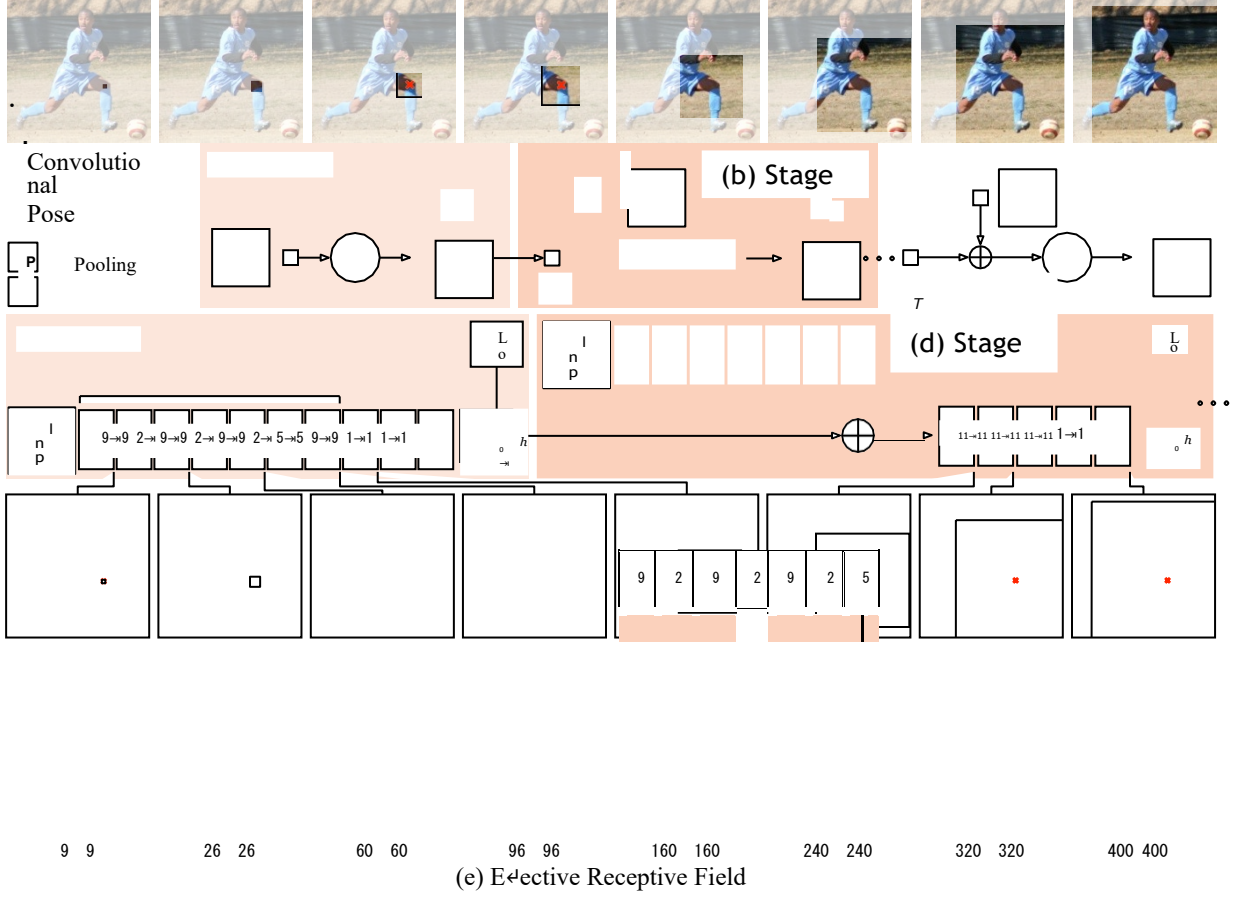 Convolutio
nal
Pose
(b) Stage
P
Pooling
T
L
o
I
n
p
(d) Stage
L
o
I
n
p
9→9 2→ 9→9 2→ 9→9 2→ 5→5 9→9 1→1 1→1
h
o
→
11→11 11→11 11→11 1→1
h
o
9 2 9 2 9 2 5
9 9 26 26 60 60 96 96 160 160 240 240 320 320 400 400
(e) E↵ective Receptive Field